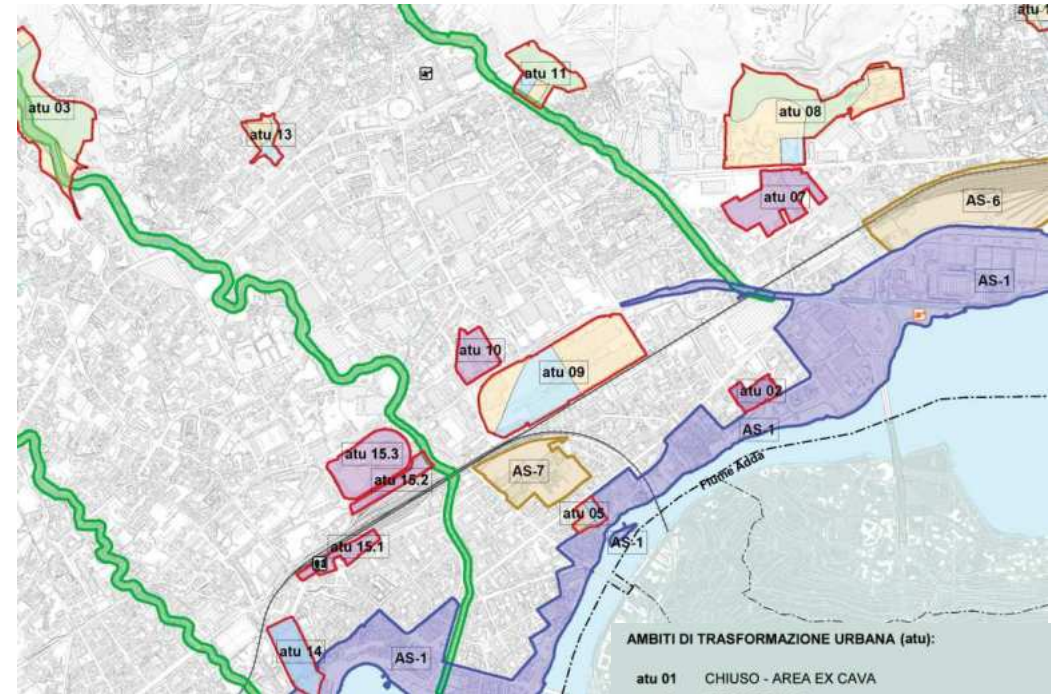 atu 1
atu 11
atu 03
atu 08
atu 13
atu 07
AS-6
AS-1
atu 10
atu 09
atu 02
AS-1
Fiume Adda
atu 15.3
atu 15.2
AS-7
atu 05
AS-1
atu 15.1
atu 14
AS-1
AMBITI DI TRASFORMAZIONE URBANA (atu):
atu 01 CHIUSO - AREA EX CAVA